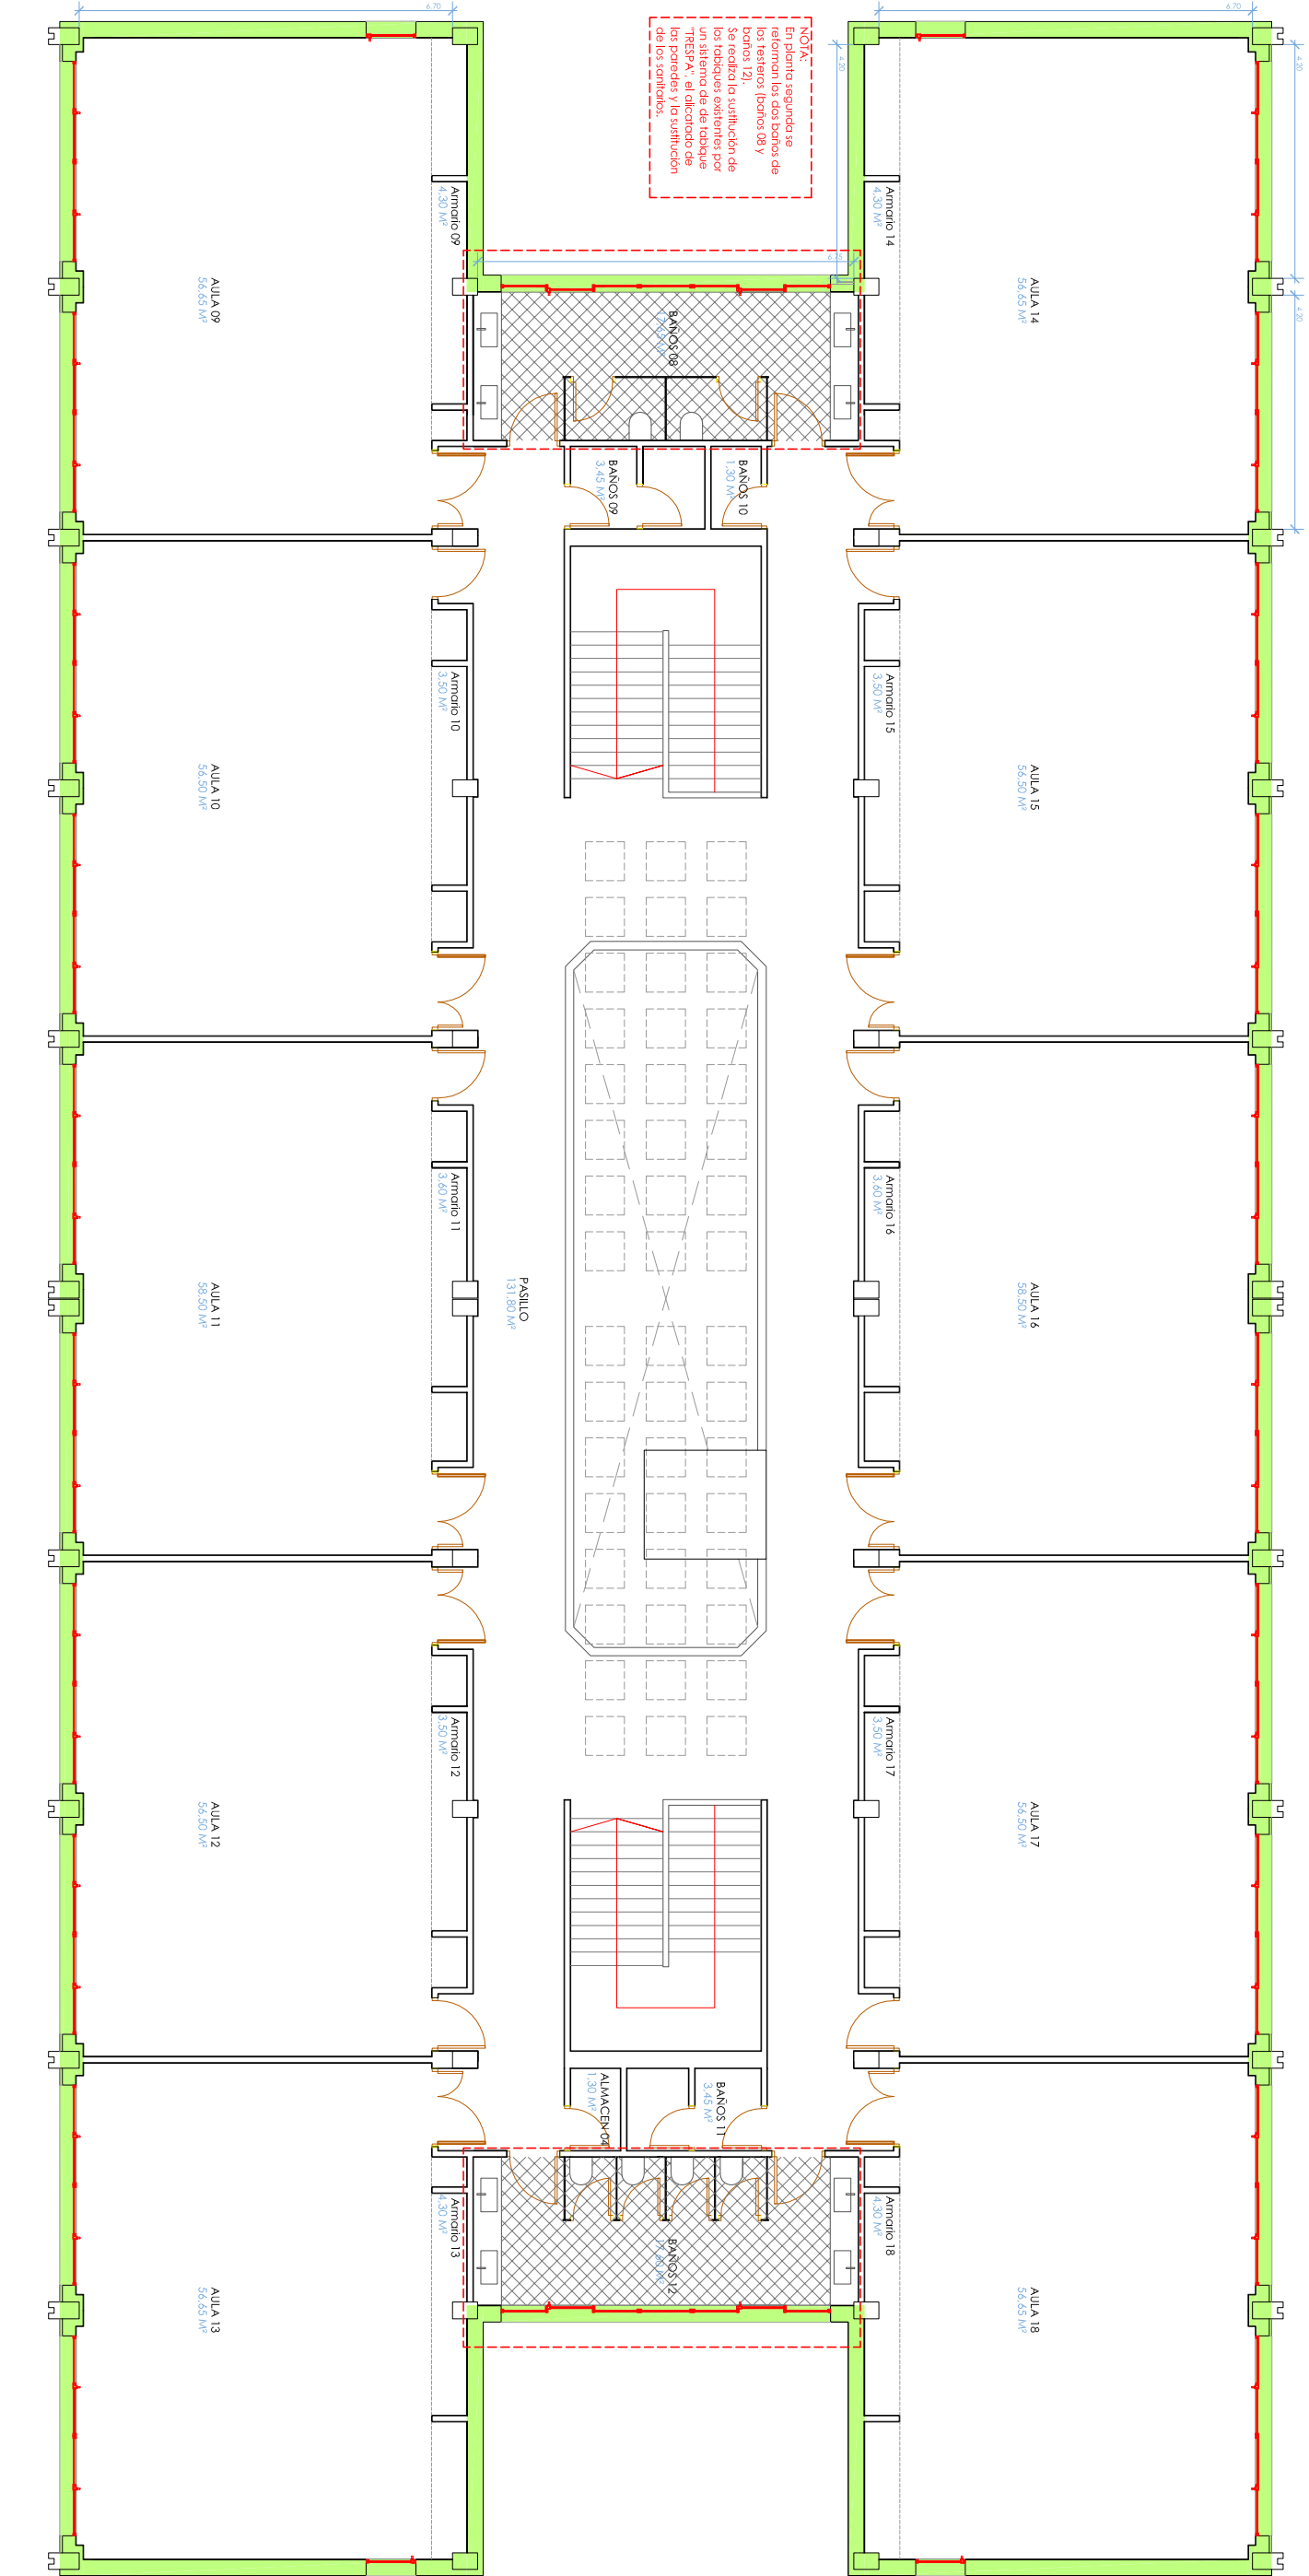 4.20
4.20
6.70
AULA 14
56,65 M²
AULA 15
56,50 M²
AULA 16
58,50 M²
AULA 17
56,50 M²
AULA 18
56,65 M²
Armario 14
4,30 M²
Armario 15
3,50 M²
Armario 16
3,60 M²
Armario 17
3,50 M²
Armario 18
4,30 M²
4.20
6.75
NOTA:
En planta segunda se
reforman los dos baños de
los testeros (baños 08 y
baños 12).
Se realiza la sustitución de
los tabiques existentes por
un sistema de de tabique
"TRESPA", el alicatado de
las paredes y la sustitución
de los sanitarios.
BAÑOS 10
1,30 M²
BAÑOS 11
3,45 M²
BAÑOS 08
BAÑOS 12
BAÑOS 09
3,45 M²
ALMACEN 04
1,30 M²
PASILLO
131,80 M²
Armario 09
4,30 M²
Armario 10
3,50 M²
Armario 11
3,60 M²
Armario 12
3,50 M²
Armario 13
4,30 M²
6.70
AULA 09
56,65 M²
AULA 10
56,50 M²
AULA 11
58,50 M²
AULA 12
56,50 M²
AULA 13
56,65 M²